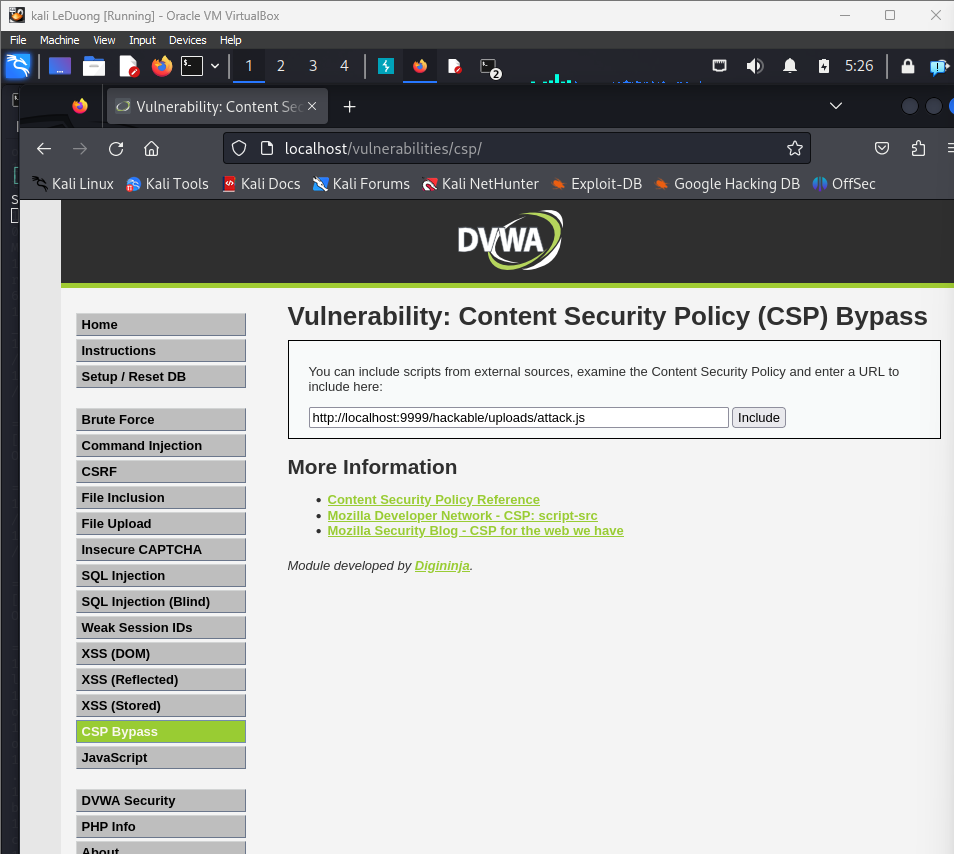 kali LeDuong [Running] - Oracle VM VirtualBox
File Machine View Input Devices Help
1 2 3 4 2 5:26
Vulnerability: Content Sec
localhost/vulnerabilities/csp/
Kali Linux Kali Tools Kali Docs Kali Forums Kali NetHunter Exploit-DB Google Hacking DB OffSec
S
DVWA
Home
Instructions
Setup / Reset DB
Brute Force
Command Injection
CSRF
File Inclusion
File Upload
Insecure CAPTCHA
SQL Injection
SQL Injection (Blind)
Weak Session IDs
XSS (DOM)
XSS (Reflected)
XSS (Stored)
CSP Bypass
JavaScript
DVWA Security
PHP Info
About
Vulnerability: Content Security Policy (CSP) Bypass
You can include scripts from external sources, examine the Content Security Policy and enter a URL to
include here:
http://localhost:9999/hackable/uploads/attack.js Include
More Information
• Content Security Policy Reference
• Mozilla Developer Network - CSP: script-src
• Mozilla Security Blog - CSP for the web we have
Module developed by Digininja.